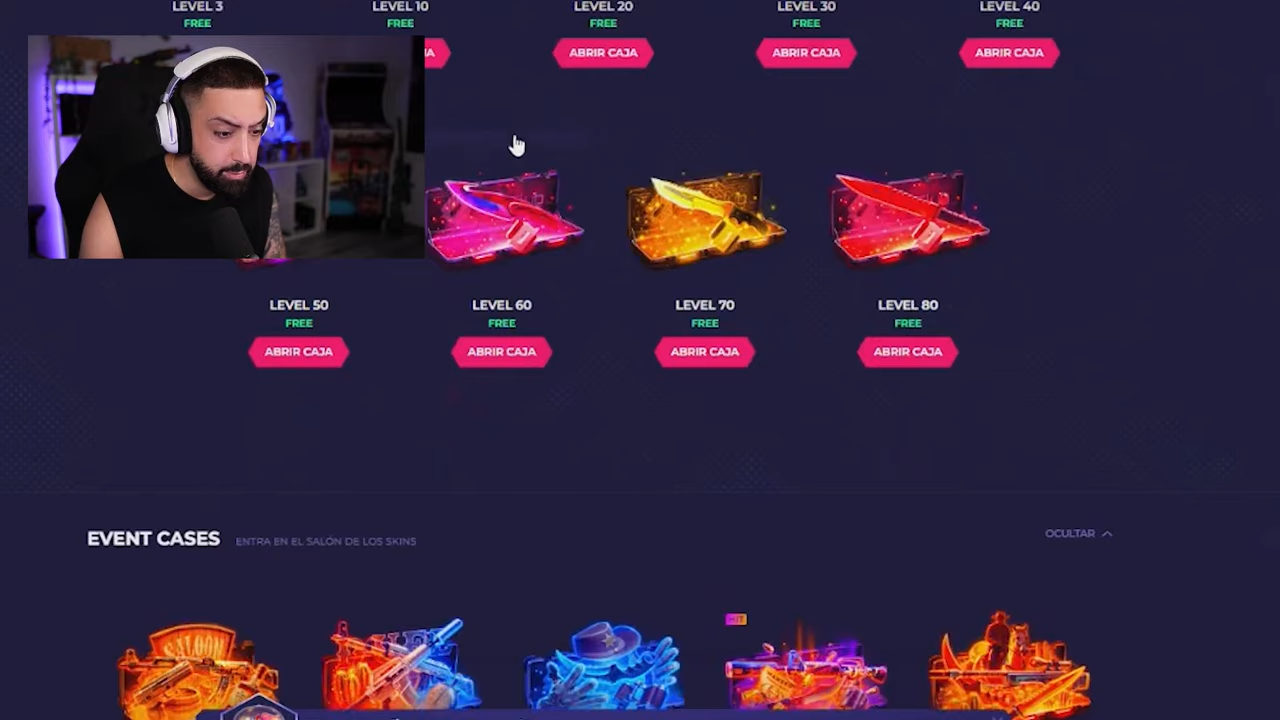 LEVEL 3
FREE
LEVEL 10
FREE
LEVEL 20
FREE
ABRIR CAJA
LEVEL 30
FREE
ABRIR CAJA
LEVEL 40
FREE
ABRIR CAJA
LEVEL 50
FREE
ABRIR CAJA
LEVEL 60
FREE
ABRIR CAJA
LEVEL 70
FREE
ABRIR CAJA
LEVEL 80
FREE
ABRIR CAJA
EVENT CASES
ENTRA EN EL SALÓN DE LOS SKINS
OCULTAR
SALOON
HIT